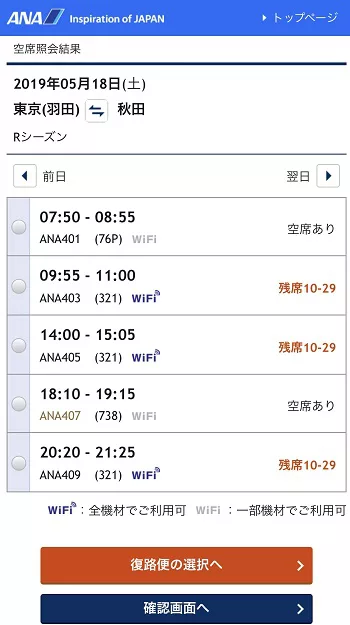 ANA Inspiration of JAPAN
トップページ
空席照会結果
2019年05月18日(土)
東京(羽田) 秋田
Rシーズン
前日 翌日
07:50 - 08:55
ANA401 (76P) WiFi
空席あり
09:55 - 11:00
ANA403 (321) WiFi
残席10-29
14:00 - 15:05
ANA405 (321) WiFi
残席10-29
18:10 - 19:15
ANA407 (738) WiFi
空席あり
20:20 - 21:25
ANA409 (321) WiFi
残席10-29
WiFi：全機材でご利用可 WiFi：一部機材でご利用可
復路便の選択へ
確認画面へ